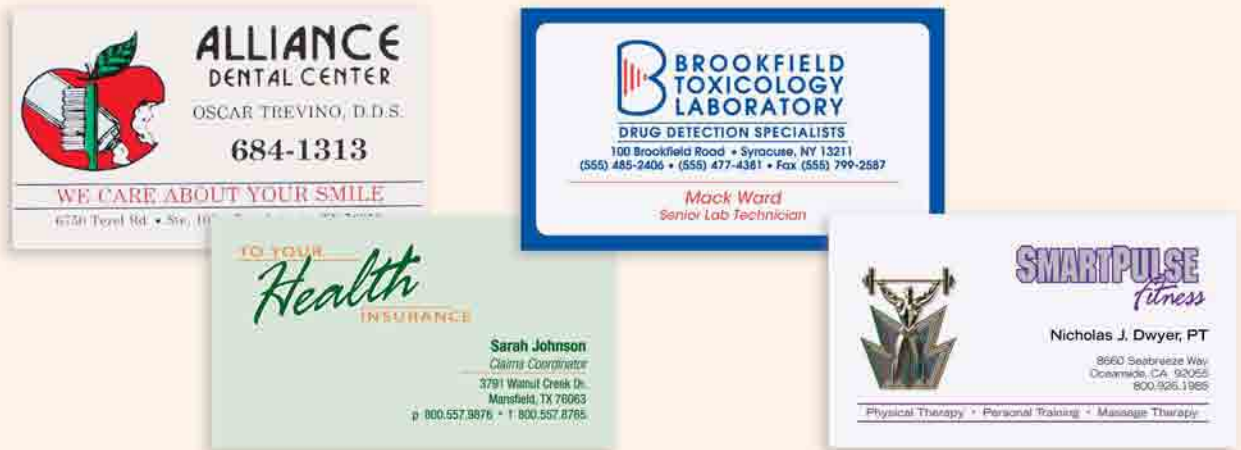 ALLIANCE
DENTAL CENTER
OSCAR TREVINO, D.D.S.
684-1313
WE CARE ABOUT YOUR SMILE
6750 Tezel Rd. • Ste.
BROOKFIELD
TOXICOLOGY
LABORATORY
DRUG DETECTION SPECIALISTS
100 Brookfield Road • Syracuse, NY 13211
(555) 485-2406 • (555) 477-4381 • Fax (555) 799-2587
Mack Ward
Senior Lab Technician
TO YOUR
Health
INSURANCE
Sarah Johnson
Claims Coordinator
3791 Walnut Creek Dr.
Mansfield, TX 76063
p 800.557.9876 • f 800.557.8765
SMARTPULSE
fitness
Nicholas J. Dwyer, PT
8660 Seabreeze Way
Oceanside, CA 92055
800.926.1985
Physical Therapy • Personal Training • Massage Therapy